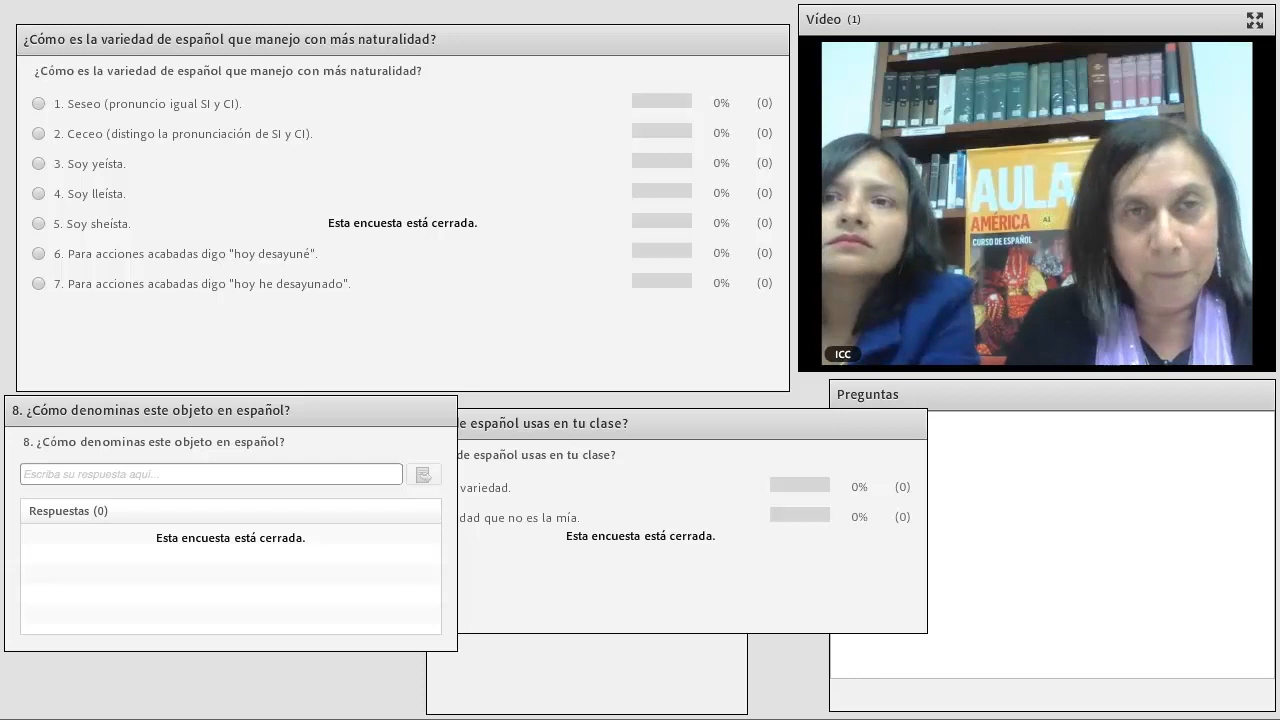 ¿Cómo es la variedad de español que manejo con más naturalidad?
¿Cómo es la variedad de español que manejo con más naturalidad?
1. Seseo (pronuncio igual SI y CI). 0% (0)
2. Ceceo (distingo la pronunciación de SI y CI). 0% (0)
3. Soy yeísta. 0% (0)
4. Soy lleísta. 0% (0)
5. Soy sheísta. 0% (0)
Esta encuesta está cerrada.
6. Para acciones acabadas digo "hoy desayuné". 0% (0)
7. Para acciones acabadas digo "hoy he desayunado". 0% (0)
Vídeo (1)
AULA
AMÉRICA
A1
CURSO DE ESPAÑOL
ICC
8. ¿Cómo denominas este objeto en español?
8. ¿Cómo denominas este objeto en español?
Escriba su respuesta aquí...
Respuestas (0)
Esta encuesta está cerrada.
de español usas en tu clase?
de español usas en tu clase?
variedad. 0% (0)
dad que no es la mía. 0% (0)
Esta encuesta está cerrada.
Preguntas